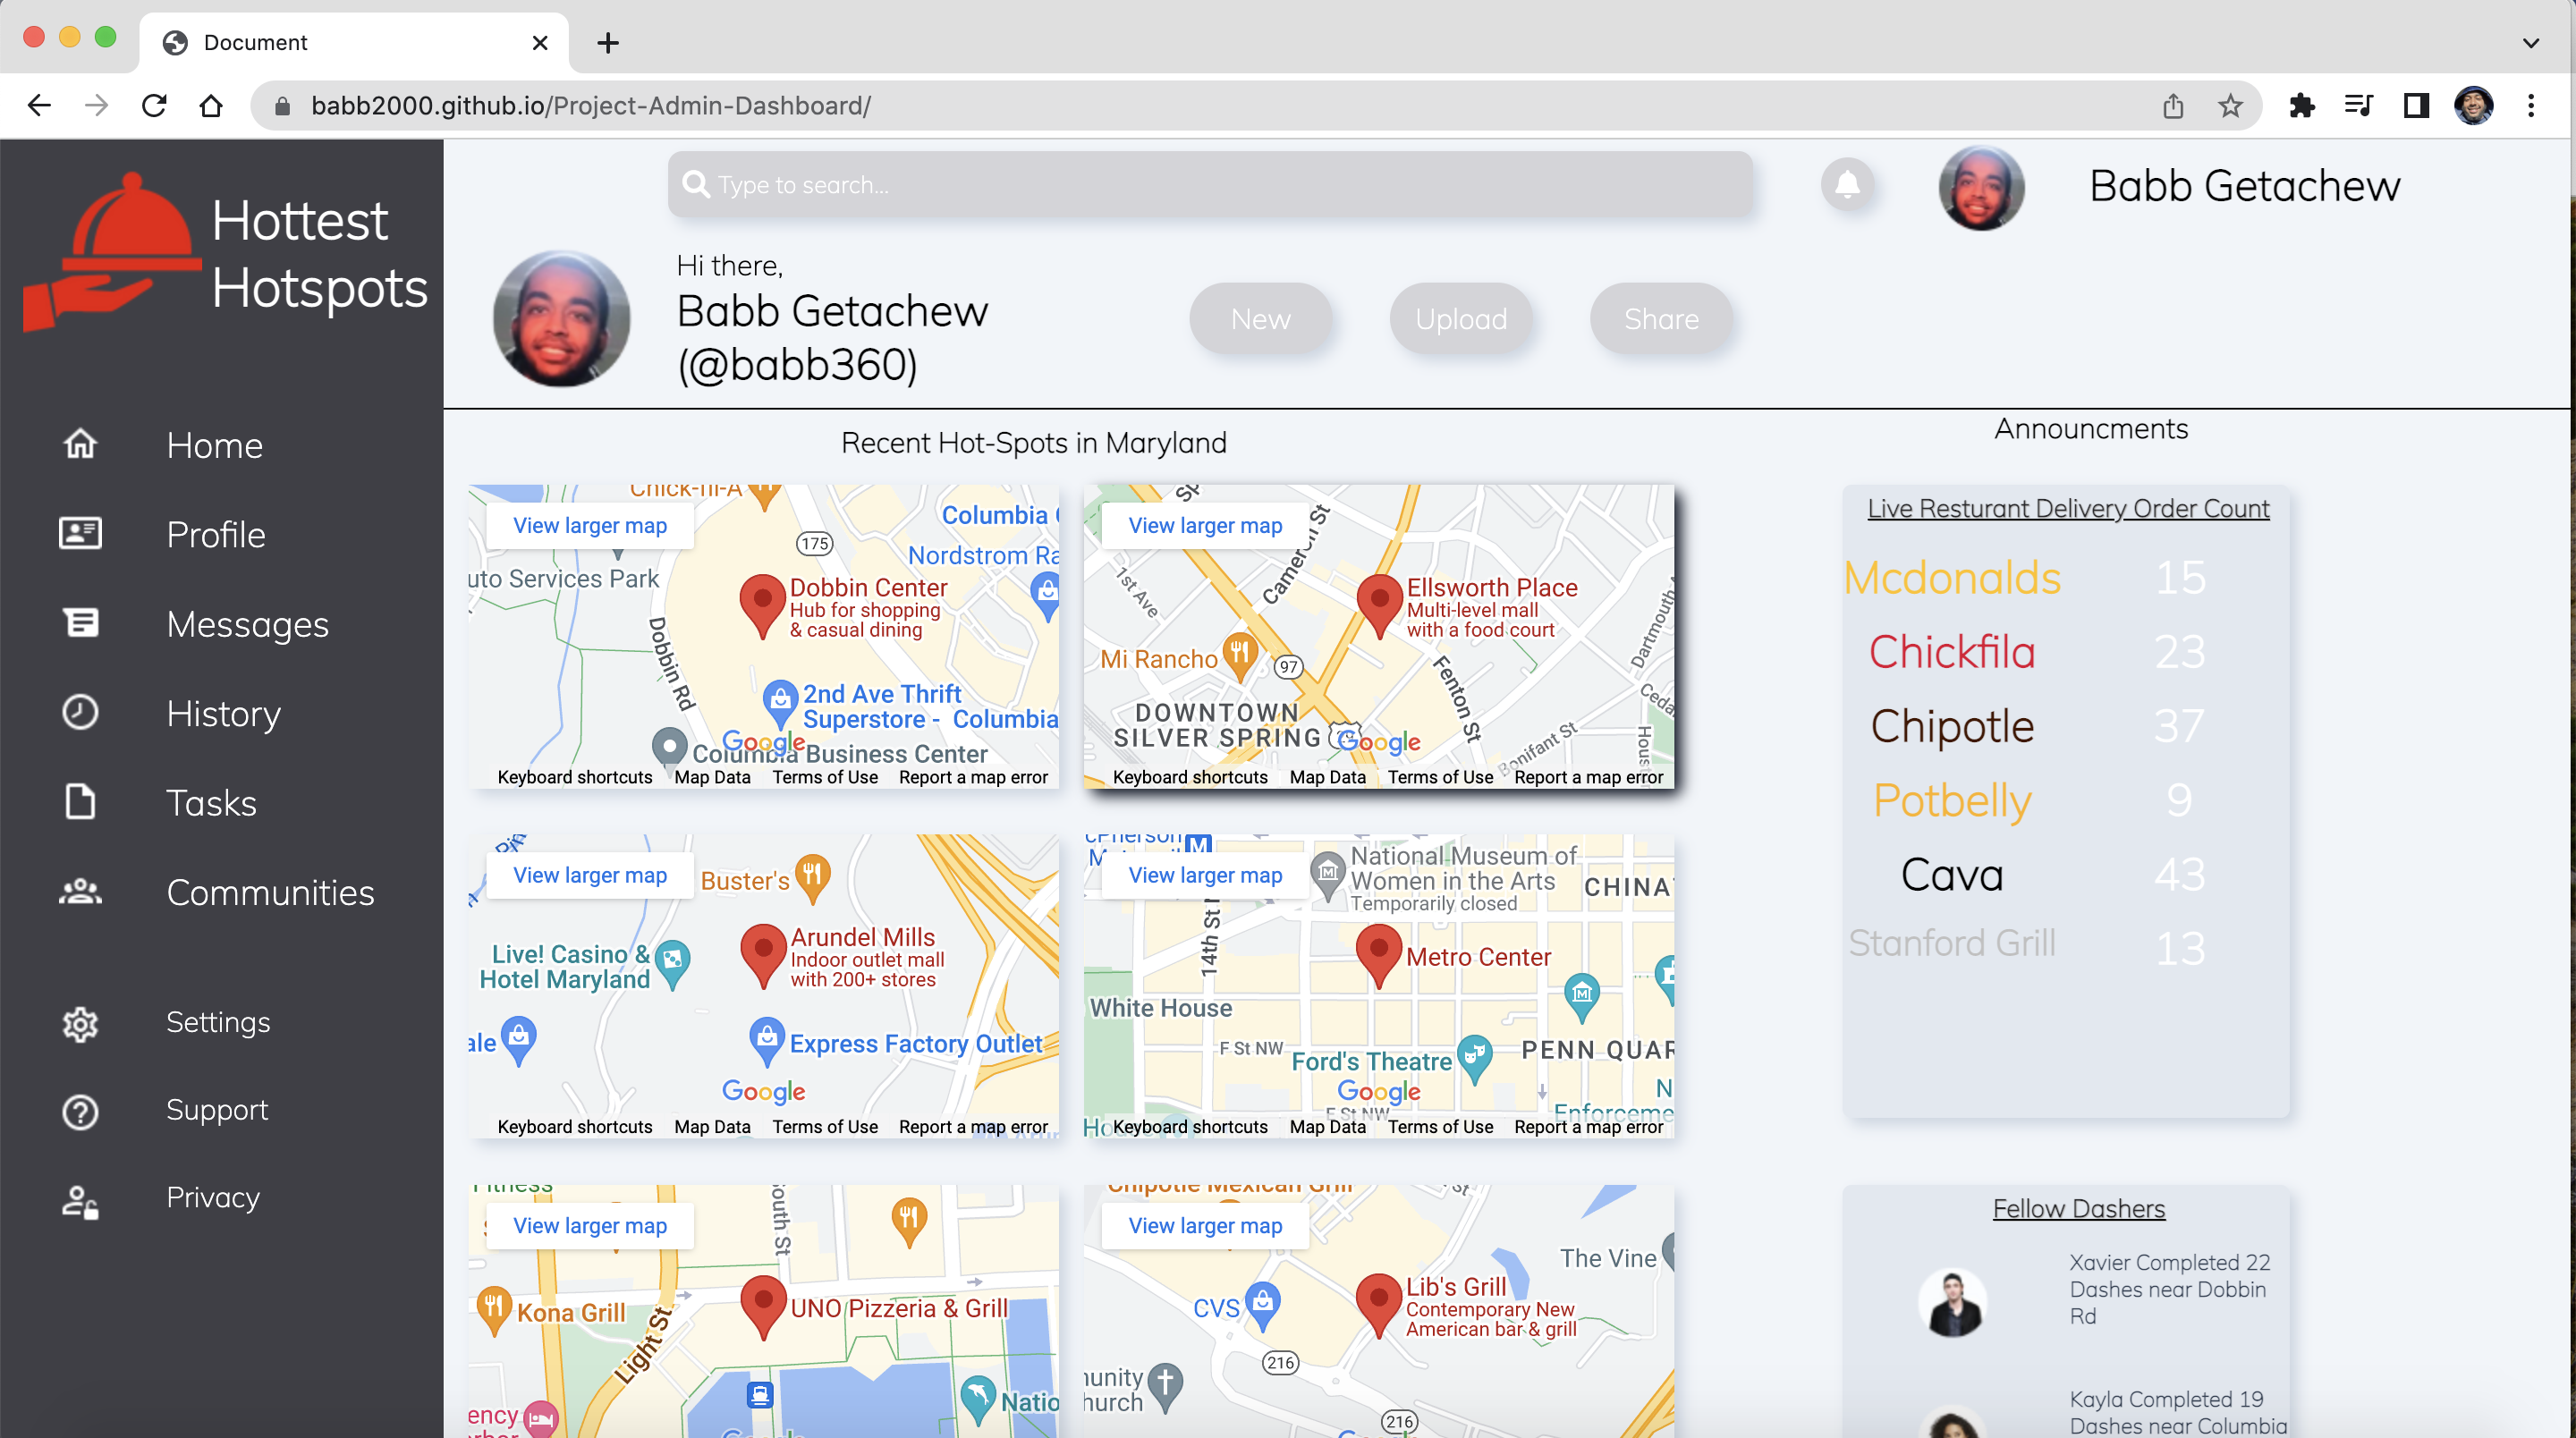 Document
babb2000.github.io/Project-Admin-Dashboard/
Hottest
Hotspots
Home
Profile
Messages
History
Tasks
Communities
Settings
Support
Privacy
Type to search...
Babb Getachew
Hi there,
Babb Getachew
(@babb360)
New
Upload
Share
Recent Hot-Spots in Maryland
Chick-fil-A
View larger map
175
Columbia
Nordstrom Ra
uto Services Park
Dobbin Center
Hub for shopping
& casual dining
Dobbin Rd
2nd Ave Thrift
Superstore - Columbia
Columbia Business Center
Google
Keyboard shortcuts Map Data Terms of Use Report a map error
View larger map
Sp
Cameron St
1st Ave
Ellsworth Place
Multi-level mall
with a food court
Dartmouth
Mi Rancho
97
Fenton St
Cedar
DOWNTOWN
SILVER SPRING
Google
Bonifant St
Houst
Keyboard shortcuts Map Data Terms of Use Report a map error
View larger map
Buster's
Arundel Mills
Indoor outlet mall
with 200+ stores
Live! Casino &
Hotel Maryland
ale
Express Factory Outlet
Google
Keyboard shortcuts Map Data Terms of Use Report a map error
cPherson
M
View larger map
National Museum of
Women in the Arts
Temporarily closed
CHINA
14th St
Metro Center
White House
F St NW
Ford's Theatre
PENN QUAR
Google
E St NW
N
Enforceme
Keyboard shortcuts Map Data Terms of Use Report a map error
Fitness
View larger map
outh St
Kona Grill
UNO Pizzeria & Grill
Light St
Natio
ency
Google
Chipotle Mexican Grill
St
View larger map
The Vine
CVS
Lib's Grill
Contemporary New
American bar & grill
216
nunity
hurch
216
Announcments
Live Resturant Delivery Order Count
Mcdonalds 15
Chickfila 23
Chipotle 37
Potbelly 9
Cava 43
Stanford Grill 13
Fellow Dashers
Xavier Completed 22
Dashes near Dobbin
Rd
Kayla Completed 19
Dashes near Columbia